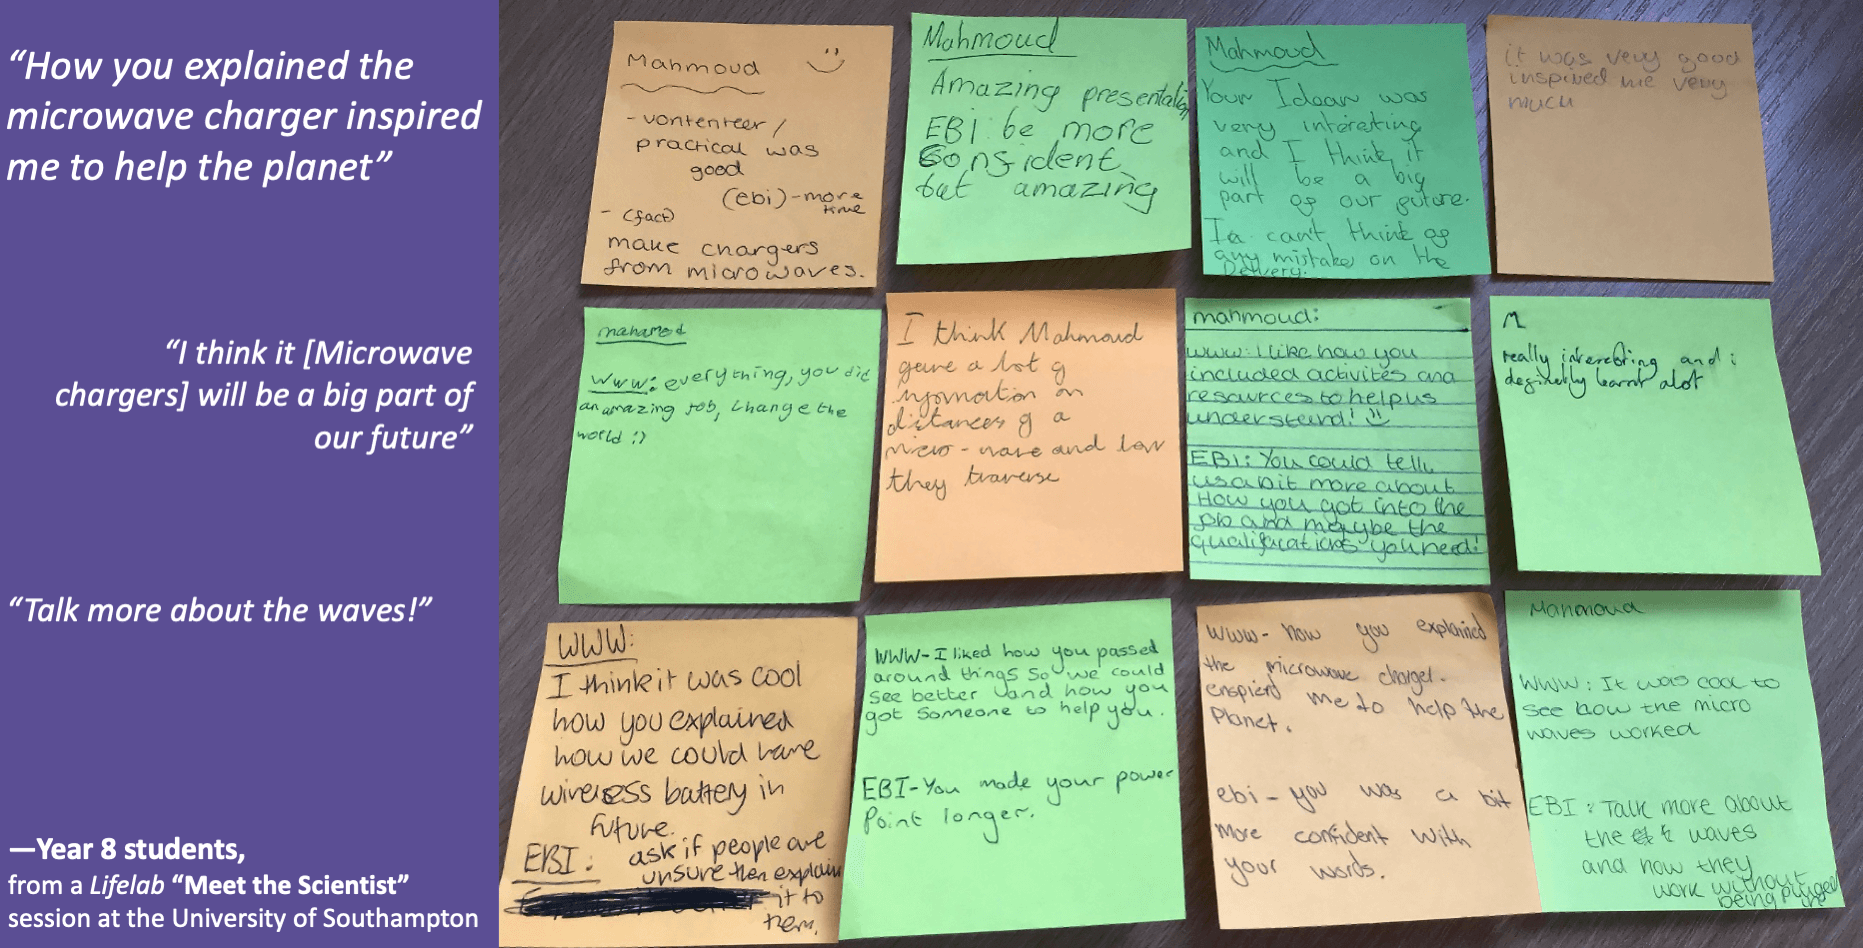 “How you explained the
microwave charger inspired
me to help the planet”
“I think it [Microwave
chargers] will be a big part of
our future”
“Talk more about the waves!”
—Year 8 students,
from a Lifelab “Meet the Scientist”
session at the University of Southampton
Mahmoud
- vontenteer /
practical was
good
(ebi) - more
time
- (fact)
make chargers
from microwaves.
Mahmoud
Amazing presentation
EBI be more
confident
but amazing
Mahmoud
Your Idear was
very interesting
and I think it
will be a big
part of our future.
I can't think of
any mistake on the
Delivery.
it was very good
inspired me very
much
mahamod
www: everything, you did
an amazing job, change the
world :)
I think Mahmoud
gave a lot of
information on
distances of a
micro-wave and how
they traverse
mahmoud:
www: I like how you
included activites and
resources to help us
understand!
EBI: You could tell
us a bit more about
How you got into the
job and maybe the
qualifications you need!
M
really interesting and i
definetly learnt alot
WWW:
I think it was cool
how you explained
how we could have
wireless battery in
future.
EBI: ask if people are
unsure then explain
it to
them.
WWW- I liked how you passed
around things so we could
see better and how you
got someone to help you.
EBI- You made your power
Point longer.
WWW- how you explained
the microwave charger.
enspierd me to help the
Planet.
ebi- you was a bit
more confident with
your words.
Mahmoud
WWW: It was cool to
see how the micro
waves worked
EBI: Talk more about
the waves
and how they
work without
being plugged